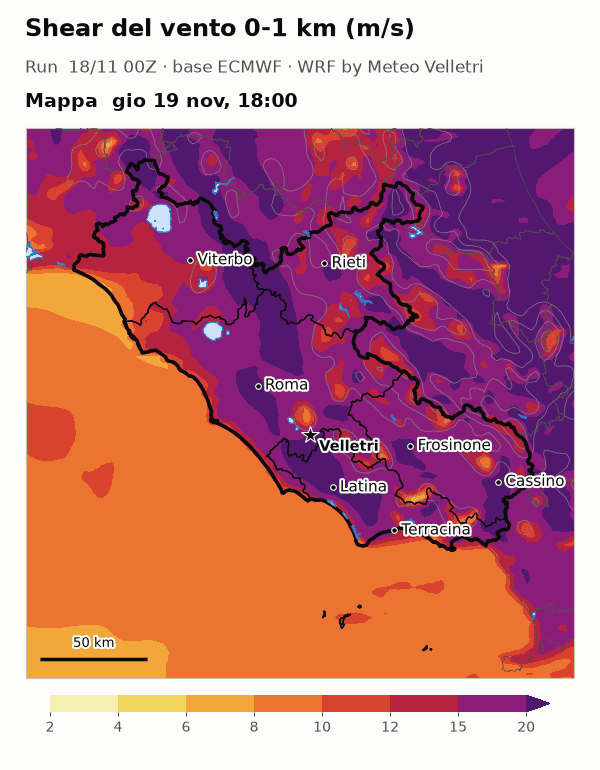 Shear del vento 0-1 km (m/s)
Run  18/11 00Z · base ECMWF · WRF by Meteo Velletri
Mappa  gio 19 nov, 18:00
Viterbo
Rieti
Roma
Velletri
Frosinone
Latina
Cassino
Terracina
50 km
2 4 6 8 10 12 15 20